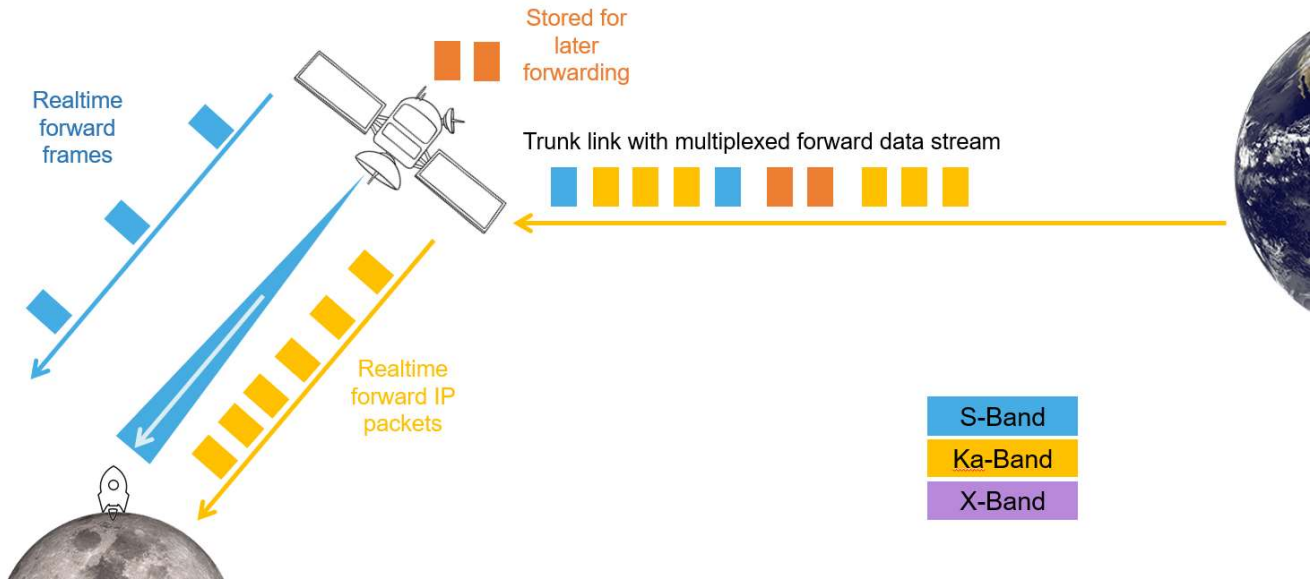 Stored for
later
forwarding
Realtime
forward
frames
Trunk link with multiplexed forward data stream
Realtime
forward IP
packets
S-Band
Ka-Band
X-Band